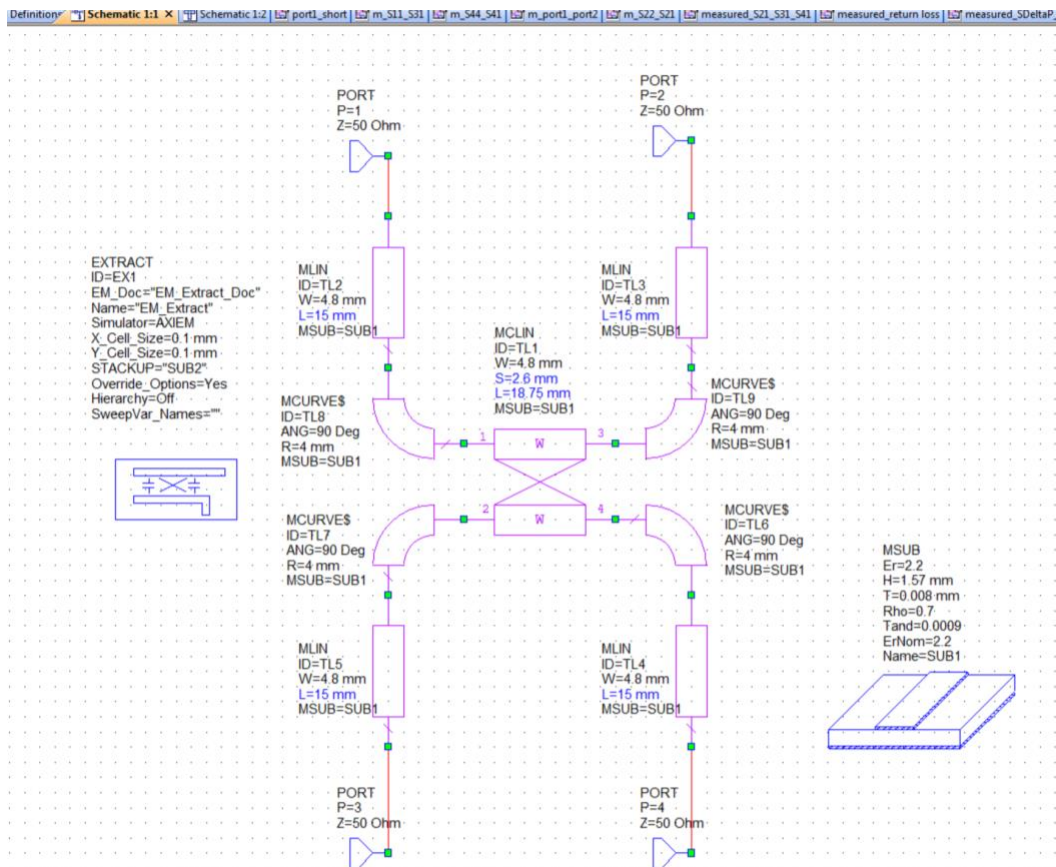 Definition Schematic 1:1 × Schematic 1:2 port1_short m_S11_S31 m_S44_S41 m_port1_port2 m_S22_S21 measured_S21_S31_S41 measured_return loss measured_SDeltaP
PORT
P=1
Z=50 Ohm
PORT
P=2
Z=50 Ohm
EXTRACT
ID=EX1
EM_Doc="EM_Extract_Doc"
Name="EM_Extract"
Simulator=AXIEM
X_Cell_Size=0.1 mm
Y_Cell_Size=0.1 mm
STACKUP="SUB2"
Override_Options=Yes
Hierarchy=Off
SweepVar_Names=""
MLIN
ID=TL2
W=4.8 mm
L=15 mm
MSUB=SUB1
MLIN
ID=TL3
W=4.8 mm
L=15 mm
MSUB=SUB1
MCLIN
ID=TL1
W=4.8 mm
S=2.6 mm
L=18.75 mm
MSUB=SUB1
MCURVE$
ID=TL8
ANG=90 Deg
R=4 mm
MSUB=SUB1
MCURVE$
ID=TL9
ANG=90 Deg
R=4 mm
MSUB=SUB1
1
W
3
2
W
4
MCURVE$
ID=TL7
ANG=90 Deg
R=4 mm
MSUB=SUB1
MCURVE$
ID=TL6
ANG=90 Deg
R=4 mm
MSUB=SUB1
MSUB
Er=2.2
H=1.57 mm
T=0.008 mm
Rho=0.7
Tand=0.0009
ErNom=2.2
Name=SUB1
MLIN
ID=TL5
W=4.8 mm
L=15 mm
MSUB=SUB1
MLIN
ID=TL4
W=4.8 mm
L=15 mm
MSUB=SUB1
PORT
P=3
Z=50 Ohm
PORT
P=4
Z=50 Ohm